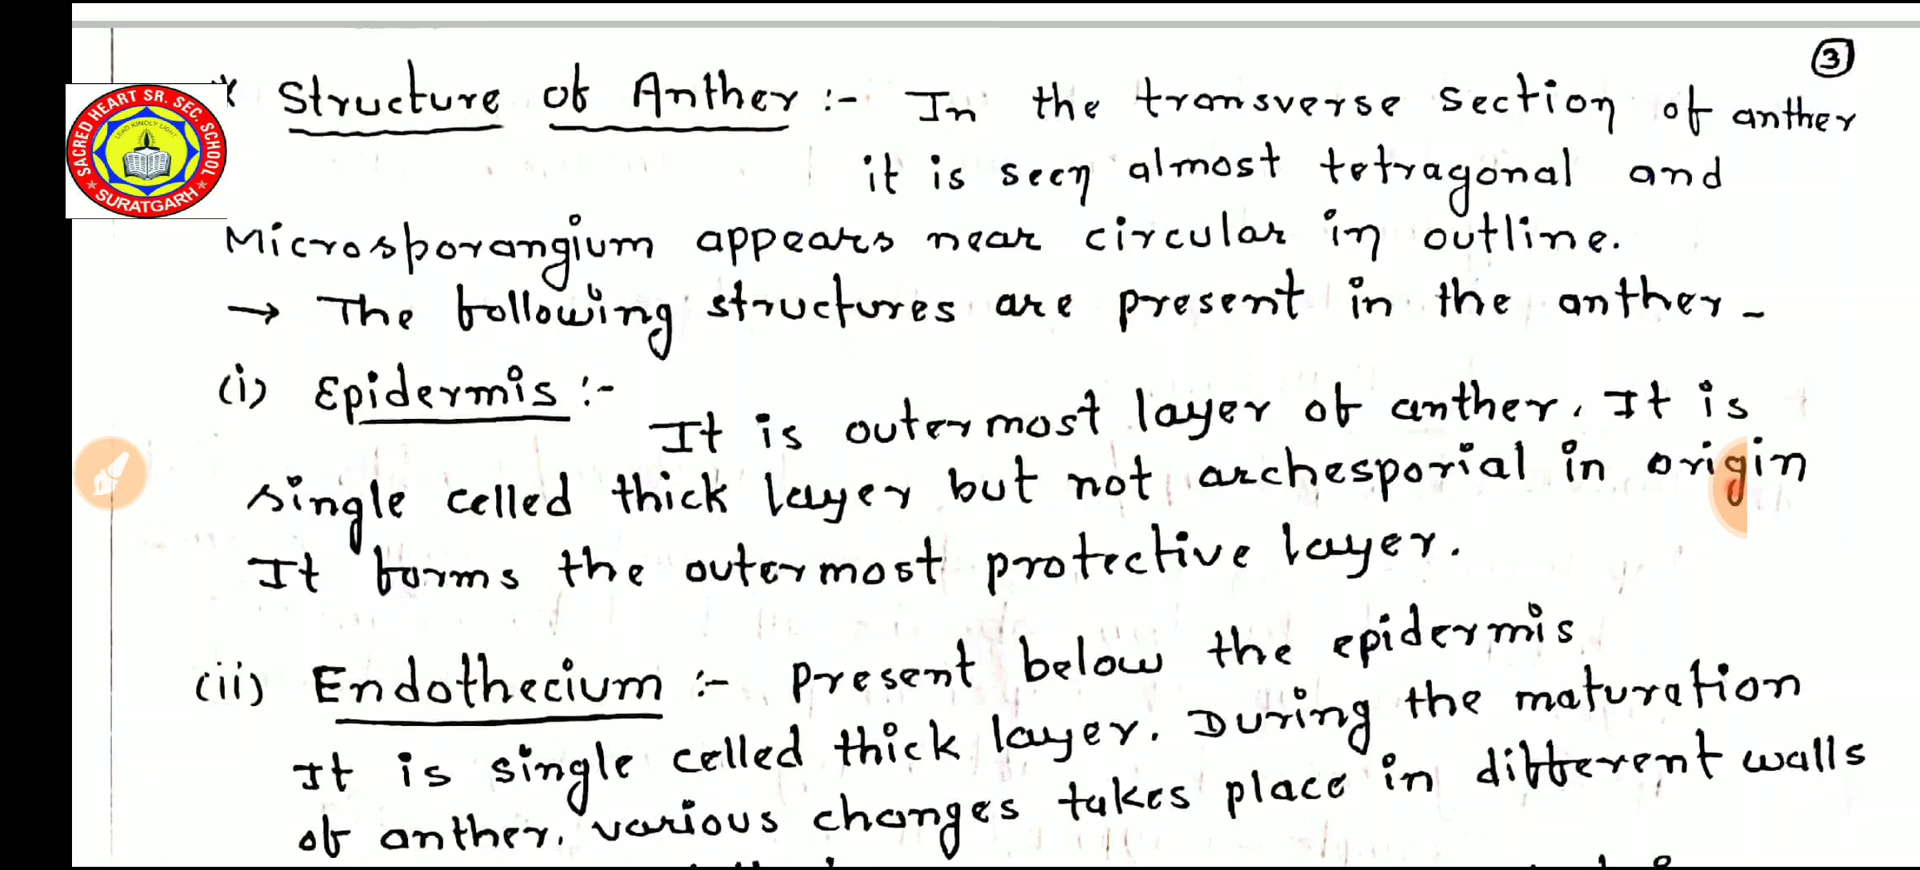 3
* Structure of Anther :- In the transverse section of anther
SACRED HEART SR. SEC. SCHOOL
LEAD KINDLY LIGHT
* SURATGARH *
it is seen almost tetragonal and
Microsporangium appears near circular in outline.
→ The following structures are present in the anther -
(i) Epidermis :-
It is outermost layer of anther. It is
single celled thick layer but not archesporial in origin
It forms the outermost protective layer.
(ii) Endothecium :- Present below the epidermis
It is single celled thick layer. During the maturation
of anther, various changes takes place in different walls